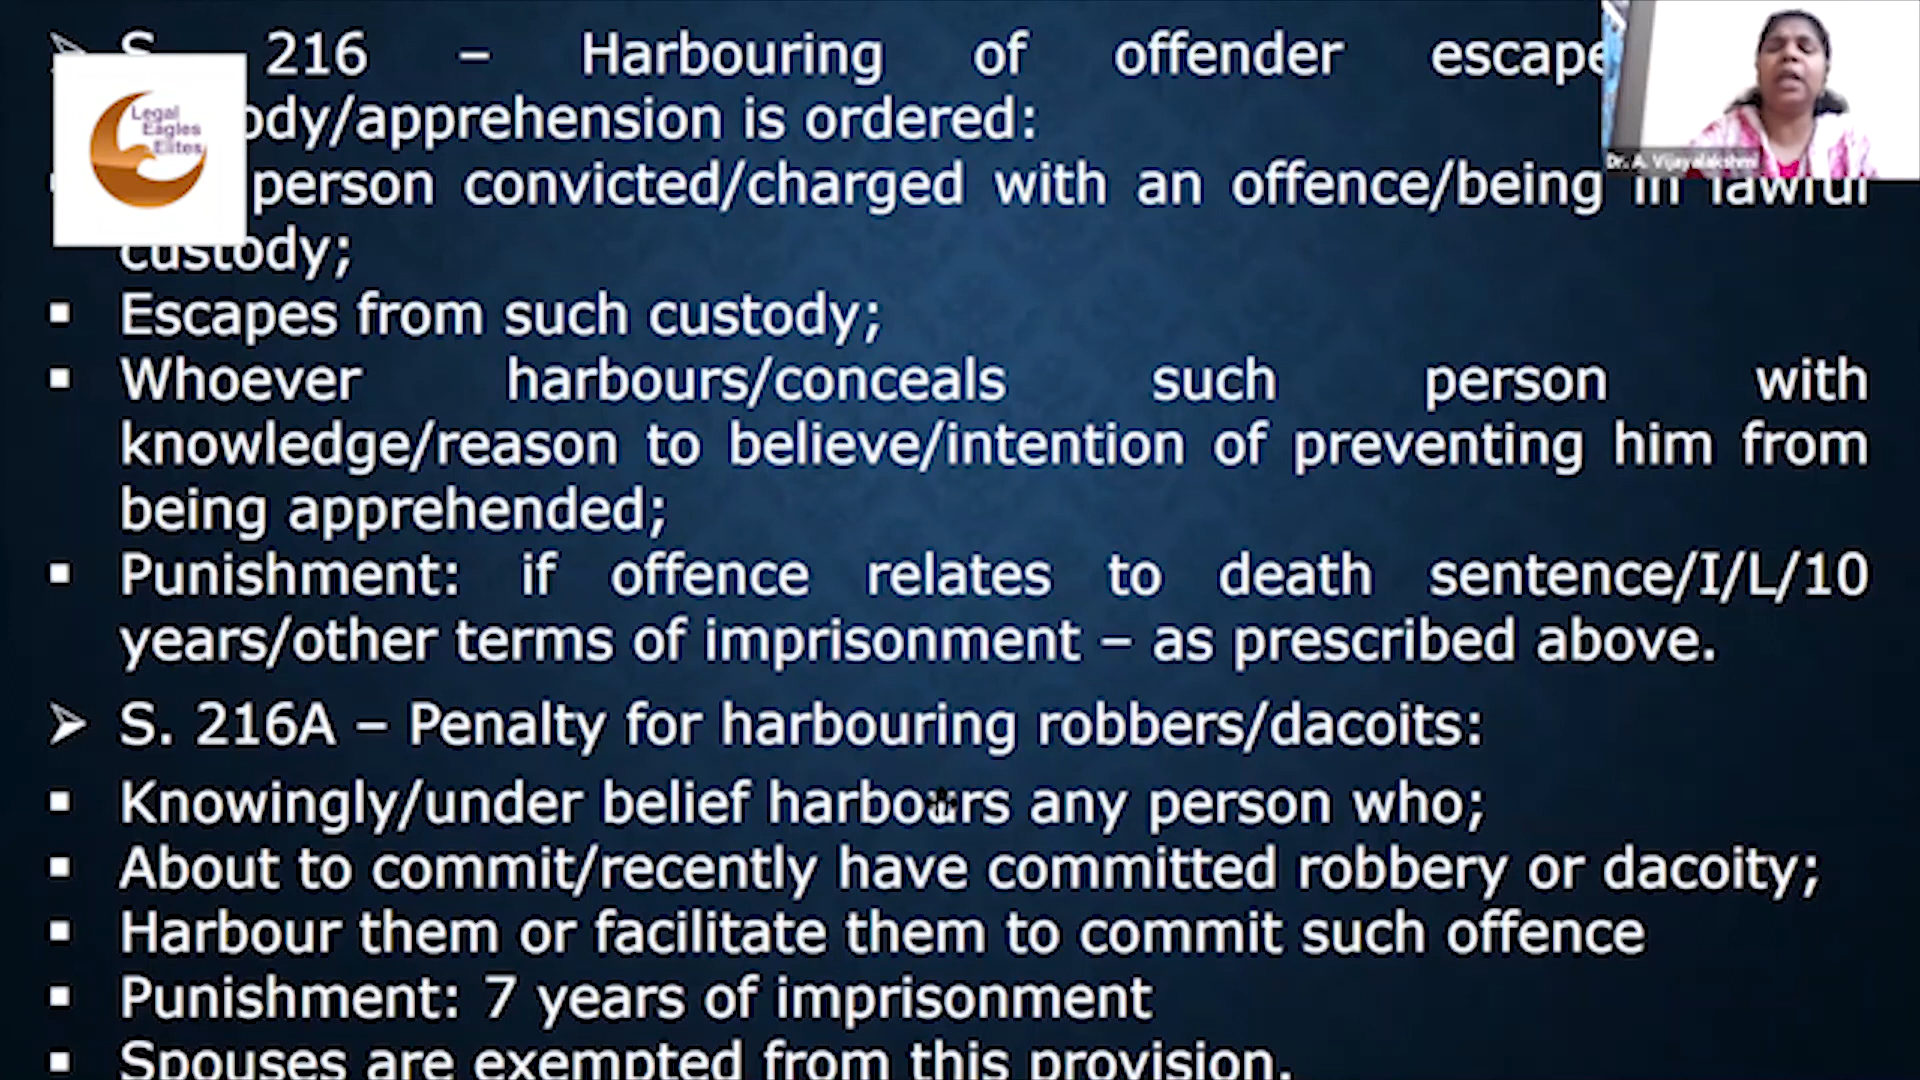 216 – Harbouring of offender escape
ody/apprehension is ordered:
person convicted/charged with an offence/being in lawful
custody;
▪ Escapes from such custody;
▪ Whoever harbours/conceals such person with
knowledge/reason to believe/intention of preventing him from
being apprehended;
▪ Punishment: if offence relates to death sentence/I/L/10
years/other terms of imprisonment – as prescribed above.
➢ S. 216A – Penalty for harbouring robbers/dacoits:
▪ Knowingly/under belief harbours any person who;
▪ About to commit/recently have committed robbery or dacoity;
▪ Harbour them or facilitate them to commit such offence
▪ Punishment: 7 years of imprisonment
▪ Spouses are exempted from this provision.
Legal
Eagles
Elites
Dr. A. Vijayalakshmi